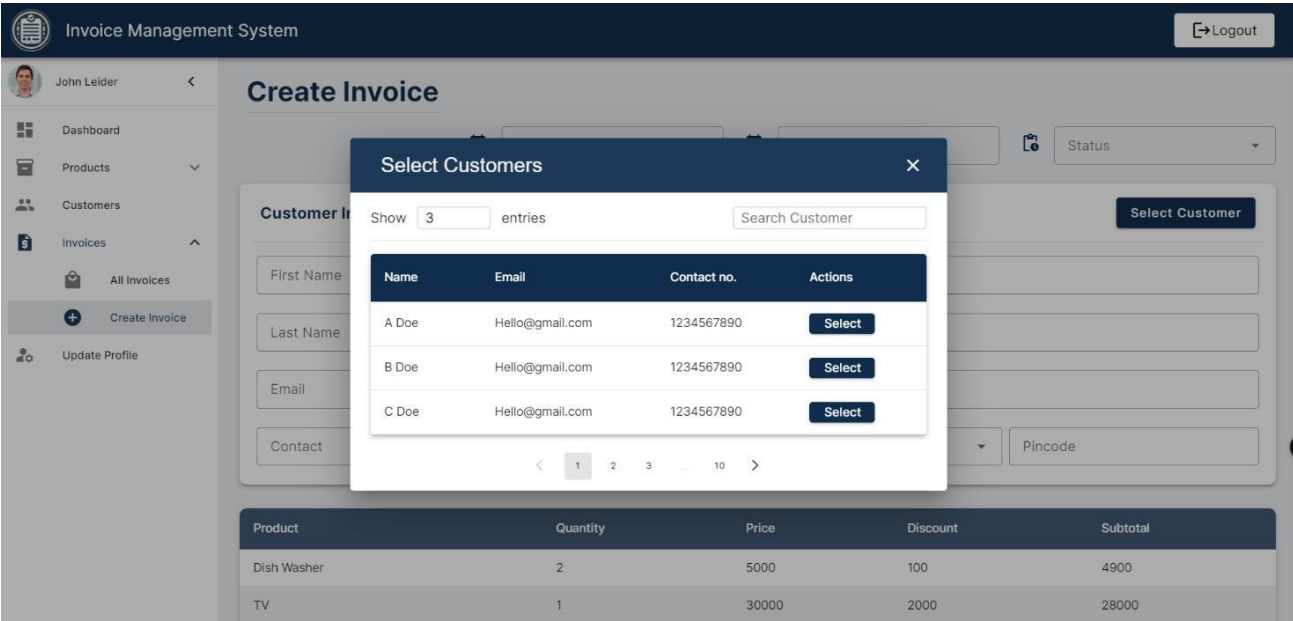 Invoice Management System
Logout
John Leider
Dashboard
Products
Customers
Invoices
All Invoices
Create Invoice
Update Profile
Create Invoice
Status
Customer I
Select Customer
First Name
Last Name
Email
Contact
Pincode
Select Customers
Show 3 entries
Search Customer
Name Email Contact no. Actions
A Doe Hello@gmail.com 1234567890 Select
B Doe Hello@gmail.com 1234567890 Select
C Doe Hello@gmail.com 1234567890 Select
1 2 3 ... 10
Product Quantity Price Discount Subtotal
Dish Washer 2 5000 100 4900
TV 1 30000 2000 28000